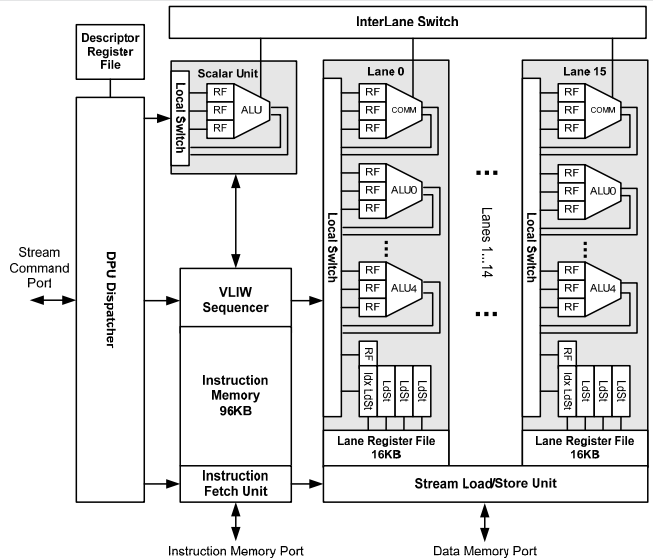 InterLane Switch
Descriptor
Register
File
Scalar Unit
Local Switch
RF
RF
RF
ALU
Lane 0
Local Switch
RF
RF
RF
COMM
RF
RF
RF
ALU0
RF
RF
RF
ALU4
RF
Idx LdSt
LdSt
LdSt
LdSt
Lane Register File
16KB
Lanes 1...14
Lane 15
Local Switch
RF
RF
RF
COMM
RF
RF
RF
ALU0
RF
RF
RF
ALU4
RF
Idx LdSt
LdSt
LdSt
LdSt
Lane Register File
16KB
Stream
Command
Port
DPU Dispatcher
VLIW
Sequencer
Instruction
Memory
96KB
Instruction
Fetch Unit
Stream Load/Store Unit
Instruction Memory Port
Data Memory Port